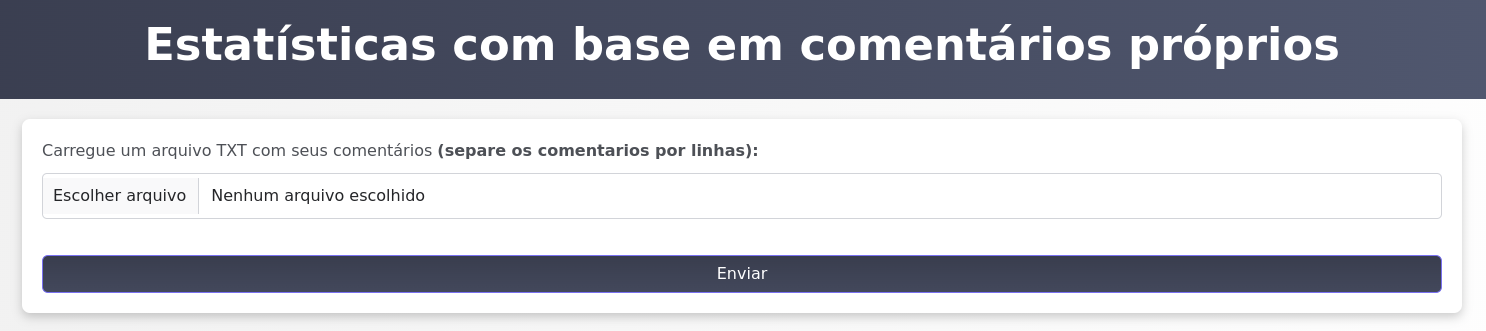 Estatísticas com base em comentários próprios
Carregue um arquivo TXT com seus comentários (separe os comentarios por linhas):
Escolher arquivo Nenhum arquivo escolhido
Enviar